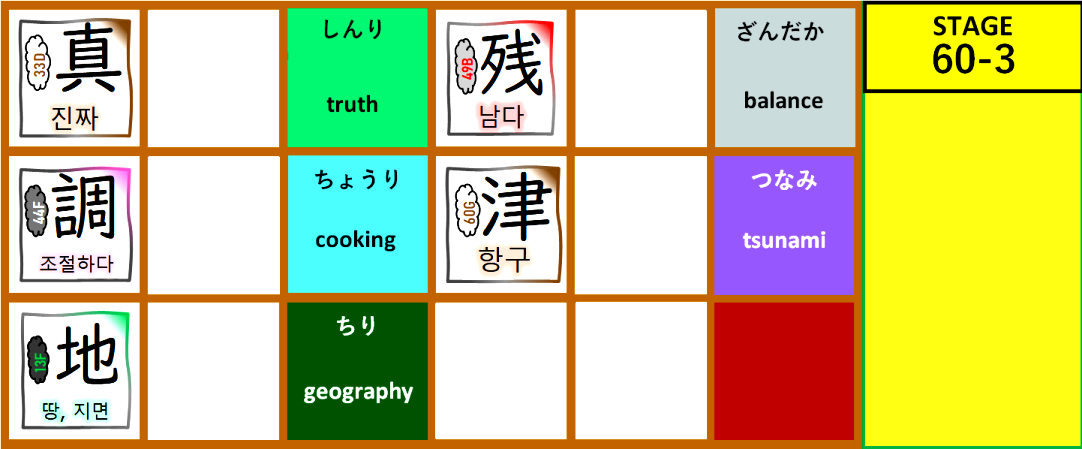 33D
真
진짜
しんり
truth
49B
残
남다
ざんだか
balance
STAGE
60-3
44F
調
조절하다
ちょうり
cooking
60G
津
항구
つなみ
tsunami
13F
地
땅, 지면
ちり
geography